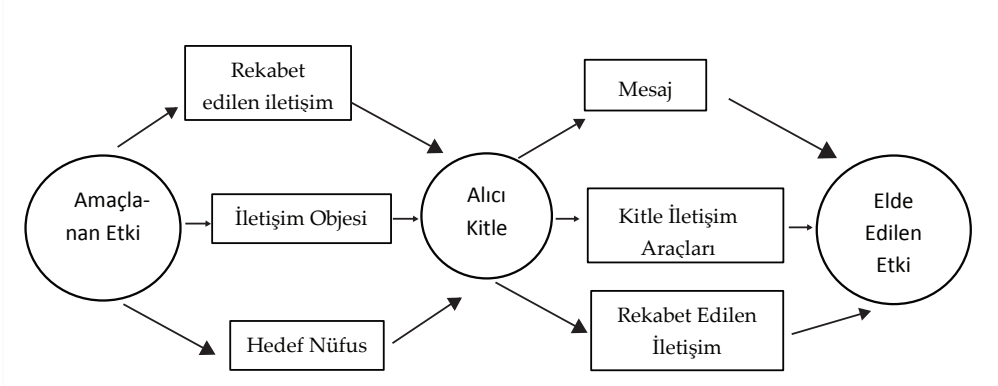 Rekabet
edilen iletişim
Mesaj
Amaçla-
nan Etki
İletişim Objesi
Alıcı
Kitle
Kitle İletişim
Araçları
Elde
Edilen
Etki
Hedef Nüfus
Rekabet Edilen
İletişim